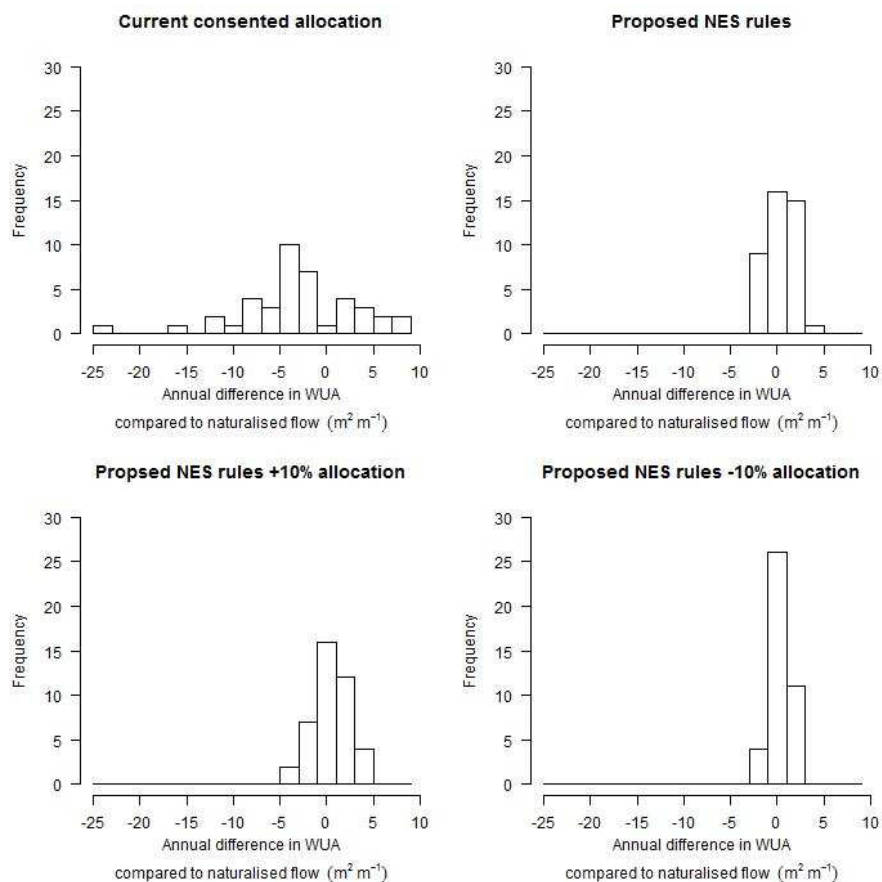 Current consented allocation
30
25
20
15
10
5
0
Frequency
-25 -20 -15 -10 -5 0 5 10
Annual difference in WUA
compared to naturalised flow (m² m⁻¹)
Proposed NES rules
30
25
20
15
10
5
0
Frequency
-25 -20 -15 -10 -5 0 5 10
Annual difference in WUA
compared to naturalised flow (m² m⁻¹)
Propsed NES rules +10% allocation
30
25
20
15
10
5
0
Frequency
-25 -20 -15 -10 -5 0 5 10
Annual difference in WUA
compared to naturalised flow (m² m⁻¹)
Proposed NES rules -10% allocation
30
25
20
15
10
5
0
Frequency
-25 -20 -15 -10 -5 0 5 10
Annual difference in WUA
compared to naturalised flow (m² m⁻¹)